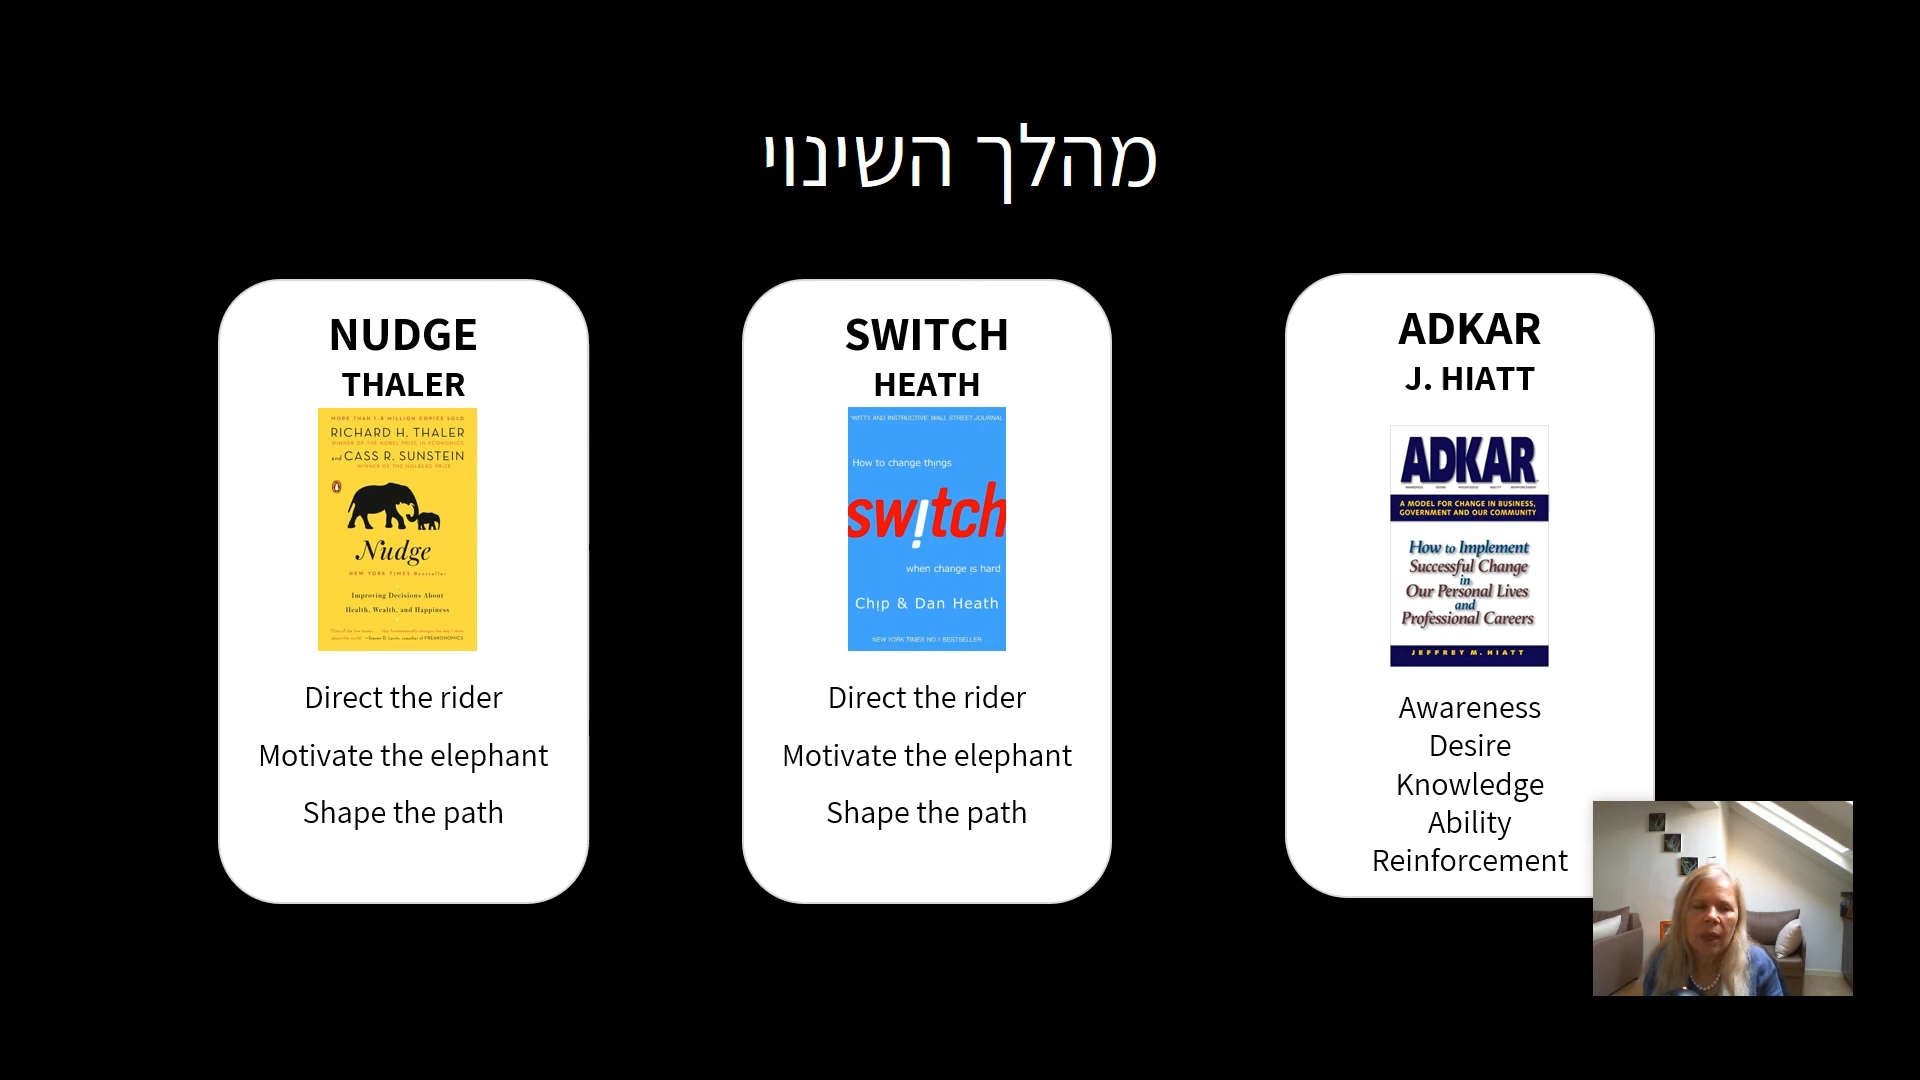 מהלך השינוי
NUDGE
THALER
MORE THAN 1.5 MILLION COPIES SOLD
RICHARD H. THALER
WINNER OF THE NOBEL PRIZE IN ECONOMICS
and CASS R. SUNSTEIN
WINNER OF THE HOLBERG PRIZE
Nudge
NEW YORK TIMES Bestseller
Improving Decisions About
Health, Wealth, and Happiness
Direct the rider
Motivate the elephant
Shape the path
SWITCH
HEATH
'WITTY AND INSTRUCTIVE' WALL STREET JOURNAL
How to change things
switch
when change is hard
Chip & Dan Heath
NEW YORK TIMES NO.1 BESTSELLER
Direct the rider
Motivate the elephant
Shape the path
ADKAR
J. HIATT
ADKAR
AWARENESS DESIRE KNOWLEDGE ABILITY REINFORCEMENT
A MODEL FOR CHANGE IN BUSINESS,
GOVERNMENT AND OUR COMMUNITY
How to Implement
Successful Change
in
Our Personal Lives
and
Professional Careers
JEFFREY M. HIATT
Awareness
Desire
Knowledge
Ability
Reinforcement